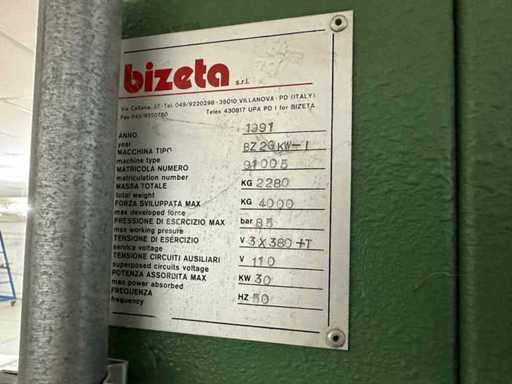 bizeta s.r.l.
Via Caltana, 37 - Tel. 049/9220298 - 35010 VILLANOVA - PD (ITALY)
Fax 049/9220760 Telex 430817 UPA PD I for BIZETA
ANNO 1991
year
MACCHINA TIPO BZ 20 KW-I
machine type
MATRICOLA NUMERO 91005
matriculation number
MASSA TOTALE KG 2280
total weight
FORZA SVILUPPATA MAX KG 4000
max developed force
PRESSIONE DI ESERCIZIO MAX bar 85
max working presure
TENSIONE DI ESERCIZIO V 3X380+T
service voltage
TENSIONE CIRCUITI AUSILIARI V 110
superposed circuits voltage
POTENZA ASSORBITA MAX KW 30
max power absorbed
FREQUENZA HZ 50
frequency